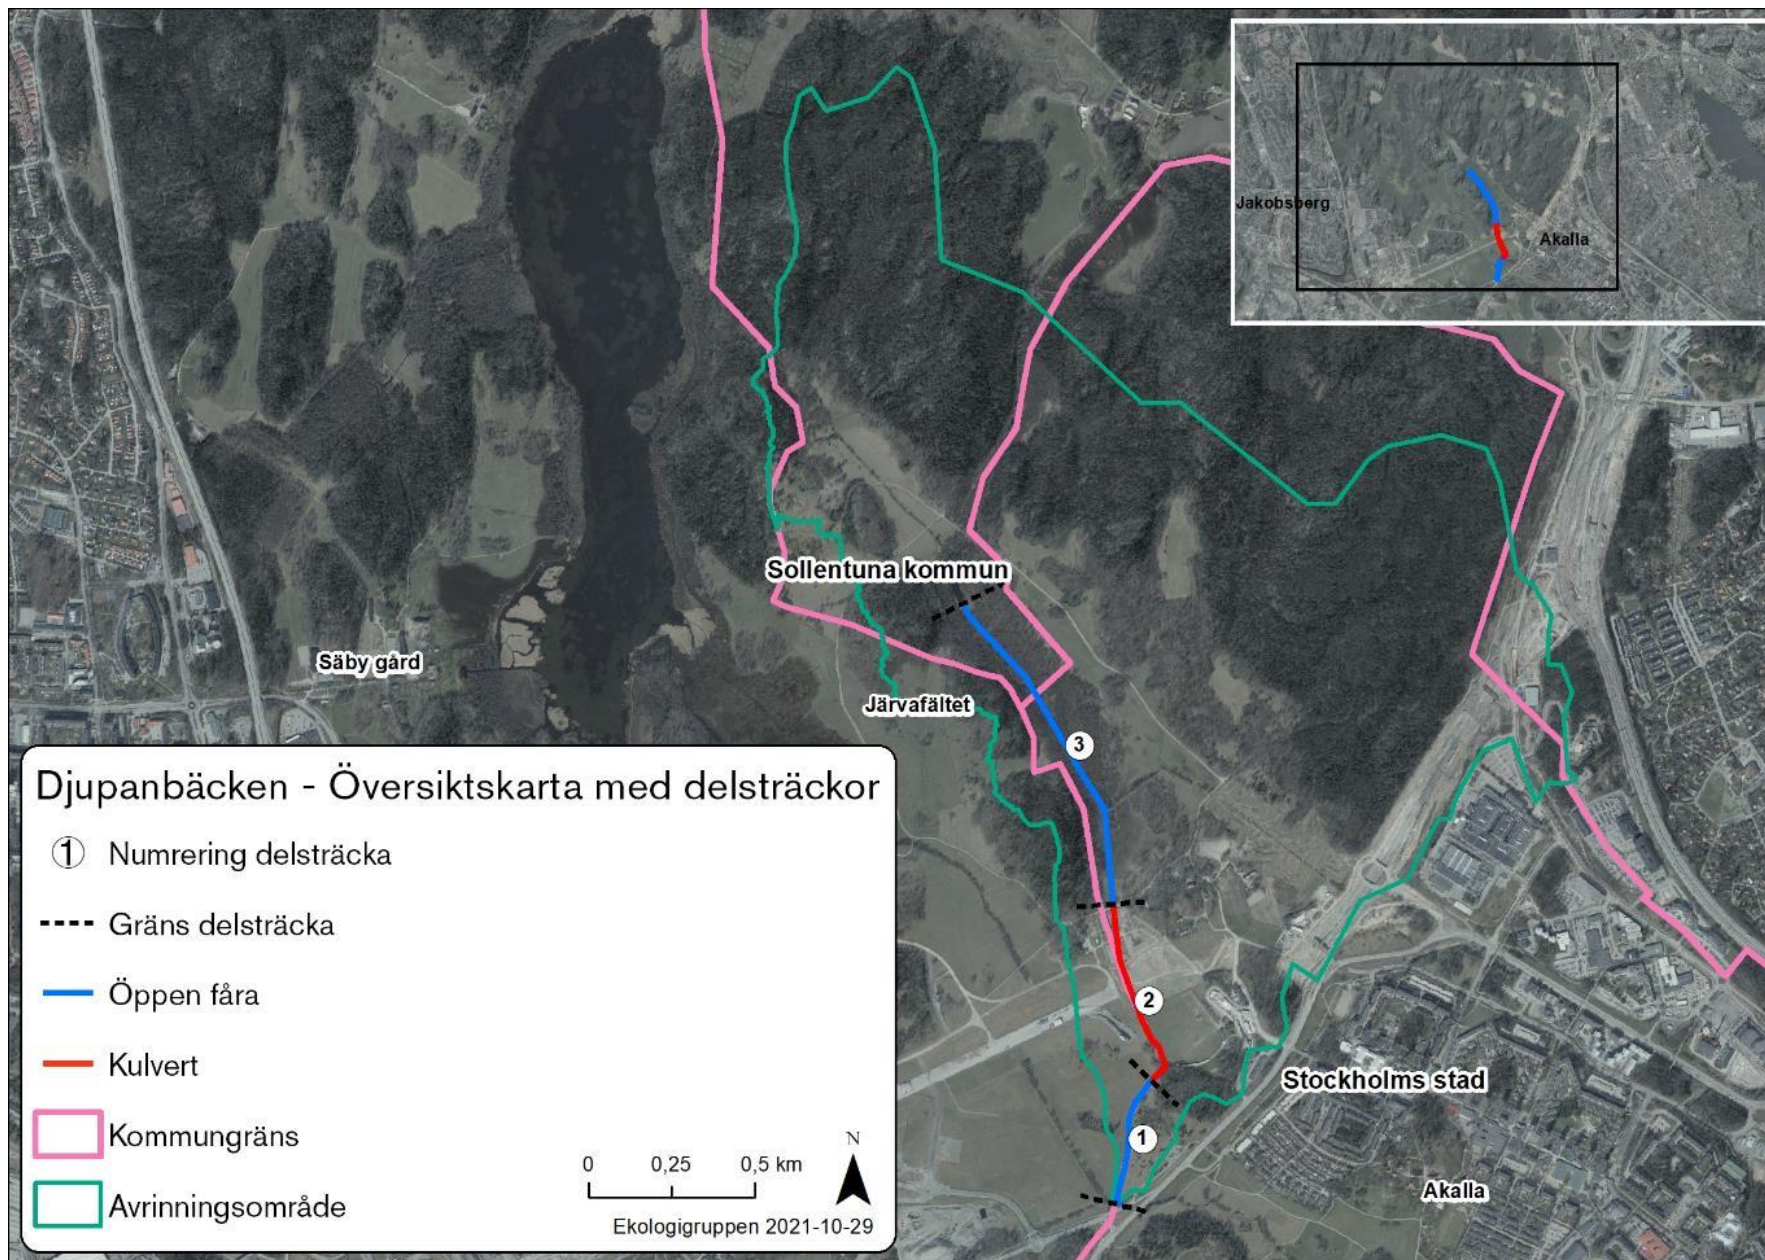 Jakobsberg
Akalla
Sollentuna kommun
Säby gård
Järvafältet
3
2
1
Stockholms stad
Akalla
Djupanbäcken - Översiktskarta med delsträckor
1 Numrering delsträcka
Gräns delsträcka
Öppen fåra
Kulvert
Kommungräns
Avrinningsområde
0 0,25 0,5 km
N
Ekologigruppen 2021-10-29